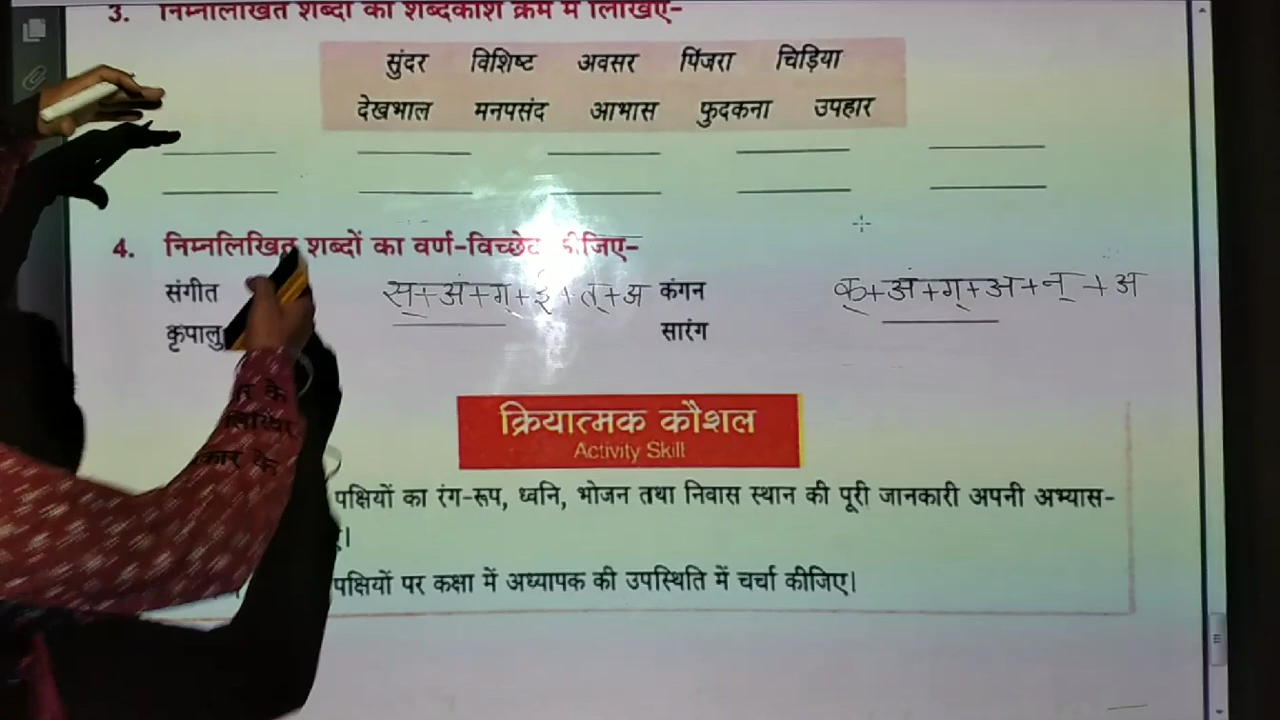 3. निम्नलिखित शब्दों को शब्दकोश क्रम में लिखिए-
सुंदर विशिष्ट अवसर पिंजरा चिड़िया
देखभाल मनपसंद आभास फुदकना उपहार
4. निम्नलिखित शब्दों का वर्ण-विच्छेद कीजिए-
संगीत स्+अं+ग्+ई+त्+अ कंगन क्+अं+ग्+अ+न्+अ
कृपालु सारंग
क्रियात्मक कौशल
Activity Skill
पक्षियों का रंग-रूप, ध्वनि, भोजन तथा निवास स्थान की पूरी जानकारी अपनी अभ्यास-
पक्षियों पर कक्षा में अध्यापक की उपस्थिति में चर्चा कीजिए।